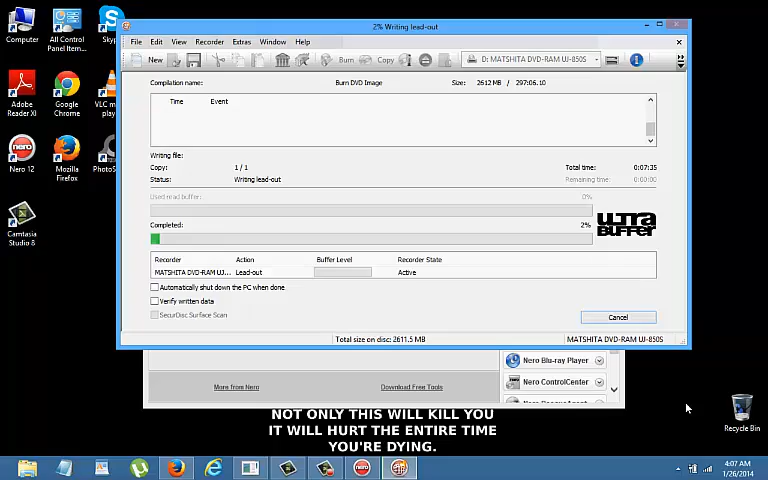 2% Writing lead-out
Computer
All Control
Panel Item...
Sky
Adobe
Reader XI
Google
Chrome
VLC m
play
Nero 12
Mozilla
Firefox
PhotoS
Camtasia
Studio 8
File Edit View Recorder Extras Window Help
New Burn Copy D: MATSHITA DVD-RAM UJ-850S
Compilation name: Burn DVD Image Size: 2612 MB / 297:06.10
Time Event
Writing file:
Copy: 1 / 1 Total time: 0:07:35
Status: Writing lead-out Remaining time: 0:00:00
Used read buffer: 0%
Completed: 2%
ULTRA
BUFFER
Recorder Action Buffer Level Recorder State
MATSHITA DVD-RAM UJ... Lead-out Active
Automatically shut down the PC when done
Verify written data
SecurDisc Surface Scan
Cancel
Total size on disc: 2611.5 MB MATSHITA DVD-RAM UJ-850S
Nero Blu-ray Player
Nero ControlCenter
More from Nero Download Free Tools
NOT ONLY THIS WILL KILL YOU
IT WILL HURT THE ENTIRE TIME
YOU'RE DYING.
Recycle Bin
4:07 AM
1/26/2014